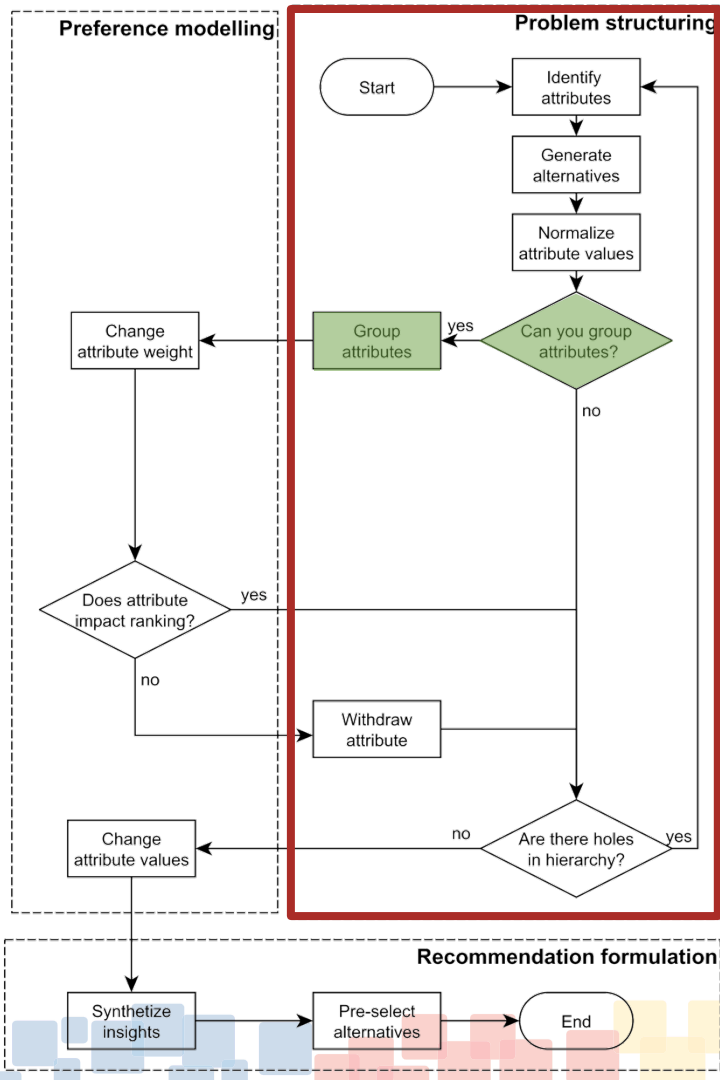 Preference modelling
Problem structuring
Start
Identify
attributes
Generate
alternatives
Normalize
attribute values
Can you group
attributes?
yes
Group
attributes
Change
attribute weight
no
Does attribute
impact ranking?
yes
no
Withdraw
attribute
Are there holes
in hierarchy?
yes
no
Change
attribute values
Recommendation formulation
Synthetize
insights
Pre-select
alternatives
End